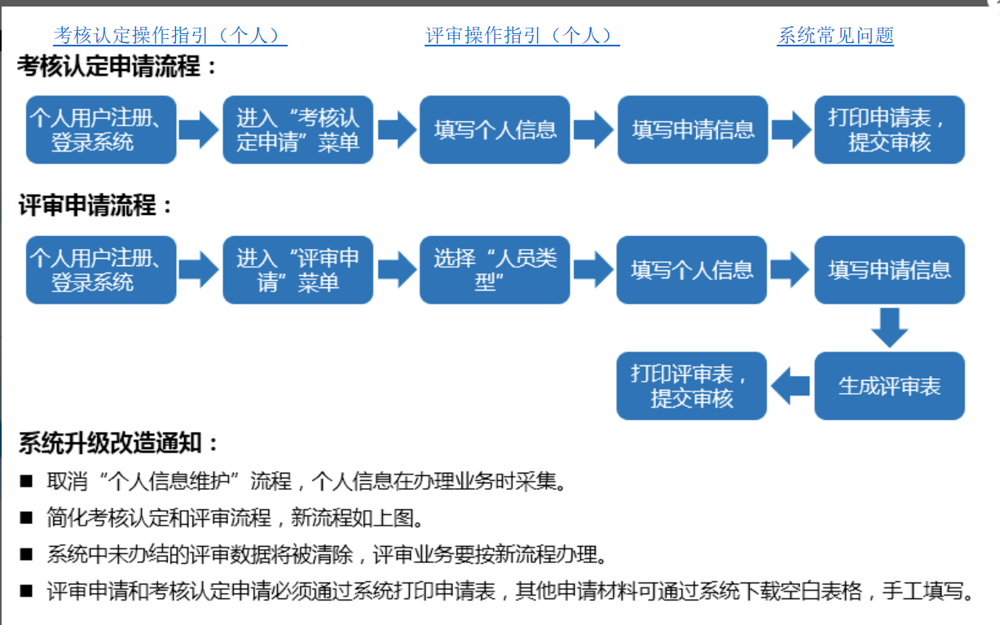 考核认定操作指引（个人） 评审操作指引（个人） 系统常见问题
考核认定申请流程：
个人用户注册、
登录系统
进入“考核认
定申请”菜单
填写个人信息
填写申请信息
打印申请表，
提交审核
评审申请流程：
个人用户注册、
登录系统
进入“评审申
请”菜单
选择“人员类
型”
填写个人信息
填写申请信息
生成评审表
打印评审表，
提交审核
系统升级改造通知：
■ 取消“个人信息维护”流程，个人信息在办理业务时采集。
■ 简化考核认定和评审流程，新流程如上图。
■ 系统中未办结的评审数据将被清除，评审业务要按新流程办理。
■ 评审申请和考核认定申请必须通过系统打印申请表，其他申请材料可通过系统下载空白表格，手工填写。